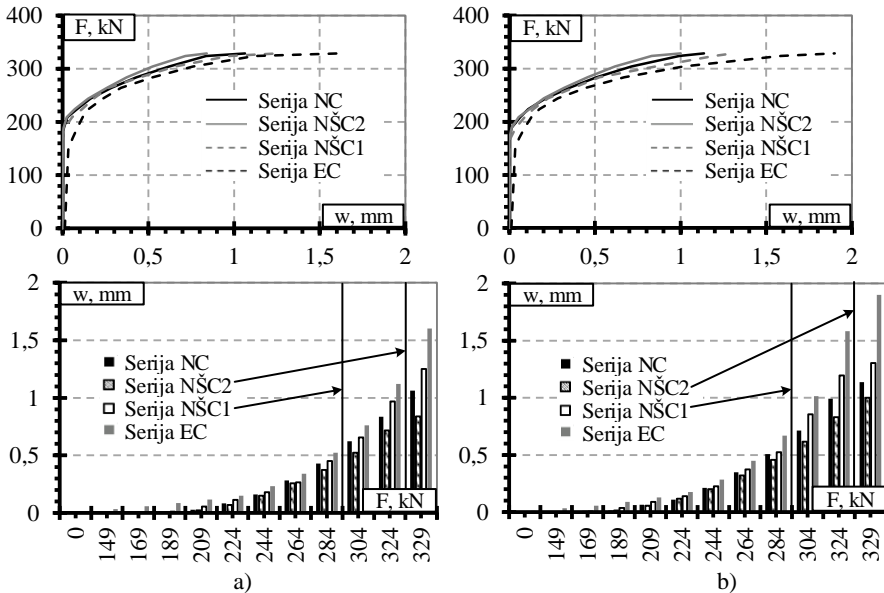 400
F, kN
300
200
100
0
Serija NC
Serija NŠC2
Serija NŠC1
Serija EC
w, mm
0
0,5
1
1,5
2
400
F, kN
300
200
100
0
Serija NC
Serija NŠC2
Serija NŠC1
Serija EC
w, mm
0
0,5
1
1,5
2
2
w, mm
1,5
1
0,5
0
Serija NC
Serija NŠC2
Serija NŠC1
Serija EC
F, kN
0
149
169
189
209
224
244
264
284
304
324
329
a)
2
w, mm
1,5
1
0,5
0
Serija NC
Serija NŠC2
Serija NŠC1
Serija EC
F, kN
0
149
169
189
209
224
244
264
284
304
324
329
b)